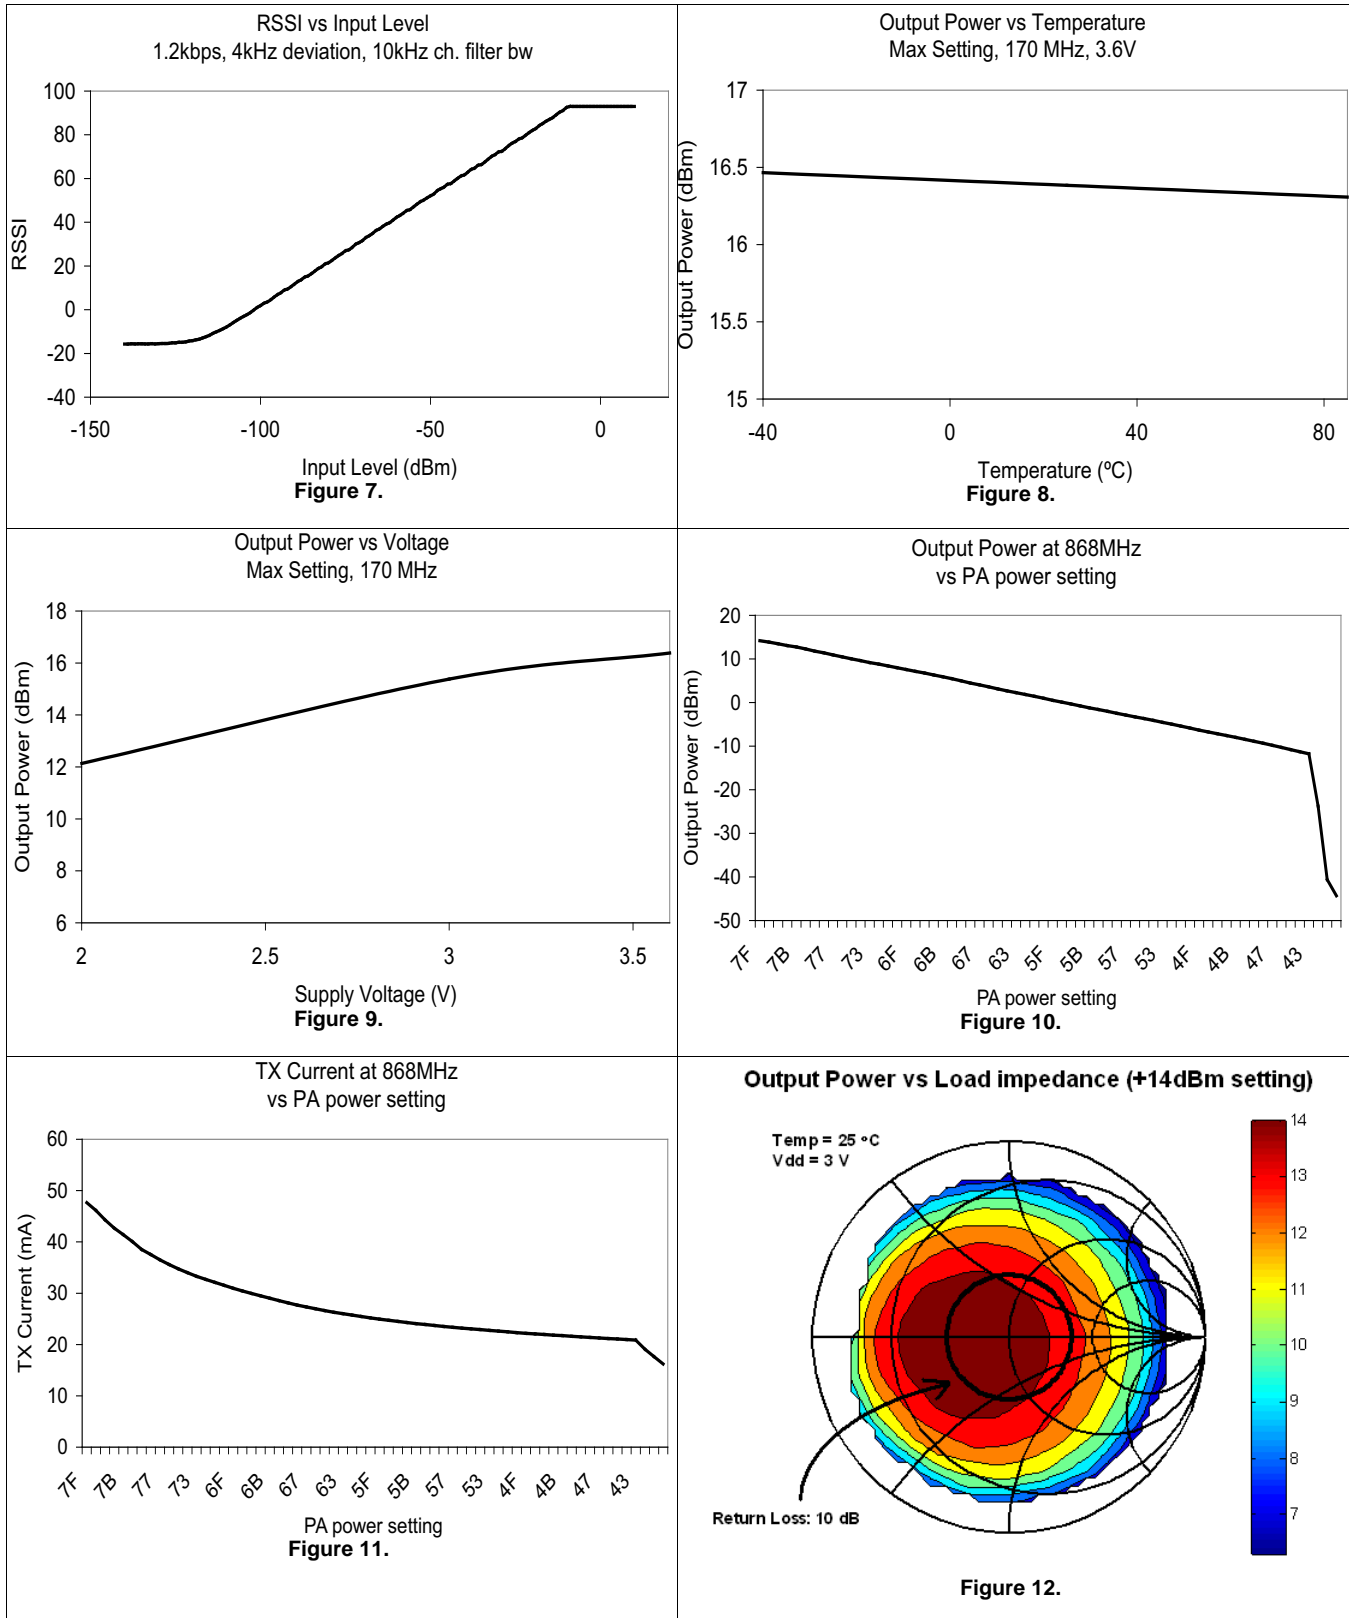 RSSI vs Input Level
1.2kbps, 4kHz deviation, 10kHz ch. filter bw
RSSI
100
80
60
40
20
0
-20
-40
-150
-100
-50
0
Input Level (dBm)
Figure 7.
Output Power vs Temperature
Max Setting, 170 MHz, 3.6V
Output Power (dBm)
17
16.5
16
15.5
15
-40
0
40
80
Temperature (ºC)
Figure 8.
Output Power vs Voltage
Max Setting, 170 MHz
Output Power (dBm)
18
16
14
12
10
8
6
2
2.5
3
3.5
Supply Voltage (V)
Figure 9.
Output Power at 868MHz
vs PA power setting
Output Power (dBm)
20
10
0
-10
-20
-30
-40
-50
7F
7B
77
73
6F
6B
67
63
5F
5B
57
53
4F
4B
47
43
PA power setting
Figure 10.
TX Current at 868MHz
vs PA power setting
TX Current (mA)
60
50
40
30
20
10
0
7F
7B
77
73
6F
6B
67
63
5F
5B
57
53
4F
4B
47
43
PA power setting
Figure 11.
Output Power vs Load impedance (+14dBm setting)
Temp = 25 ºC
Vdd = 3 V
14
13
12
11
10
9
8
7
Return Loss: 10 dB
Figure 12.